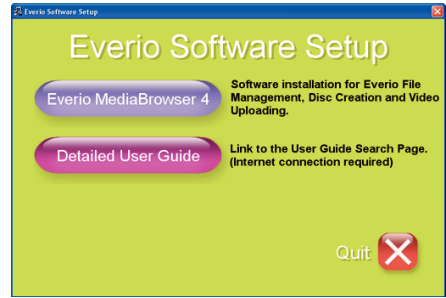 Everio Software Setup
Everio Software Setup
Everio MediaBrowser 4
Software installation for Everio File
Management, Disc Creation and Video
Uploading.
Detailed User Guide
Link to the User Guide Search Page.
(Internet connection required)
Quit